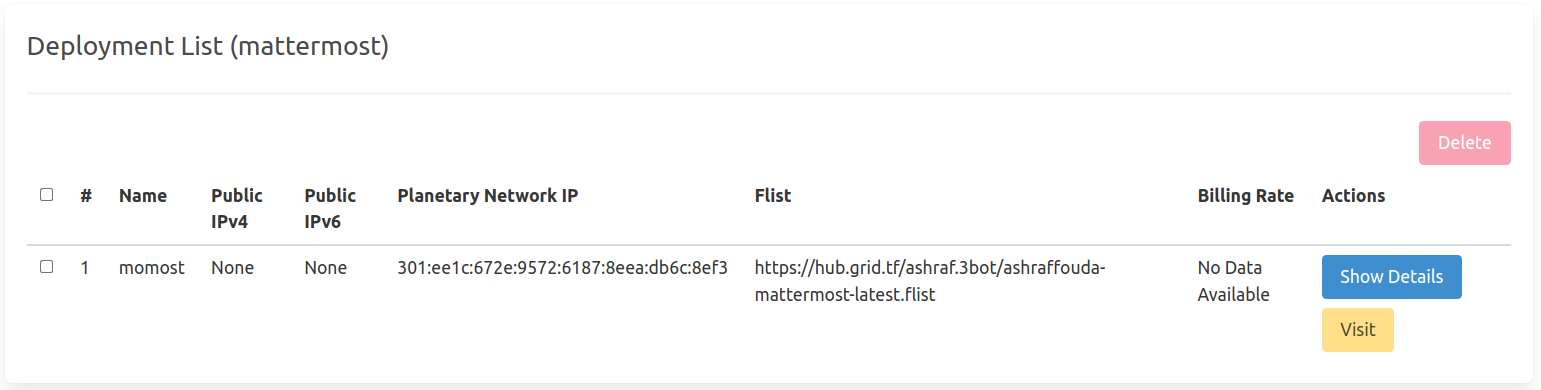 Deployment List (mattermost)
Delete
# Name Public IPv4 Public IPv6 Planetary Network IP Flist Billing Rate Actions
1 momost None None 301:ee1c:672e:9572:6187:8eea:db6c:8ef3 https://hub.grid.tf/ashraf.3bot/ashraffouda-mattermost-latest.flist No Data Available Show Details
Visit